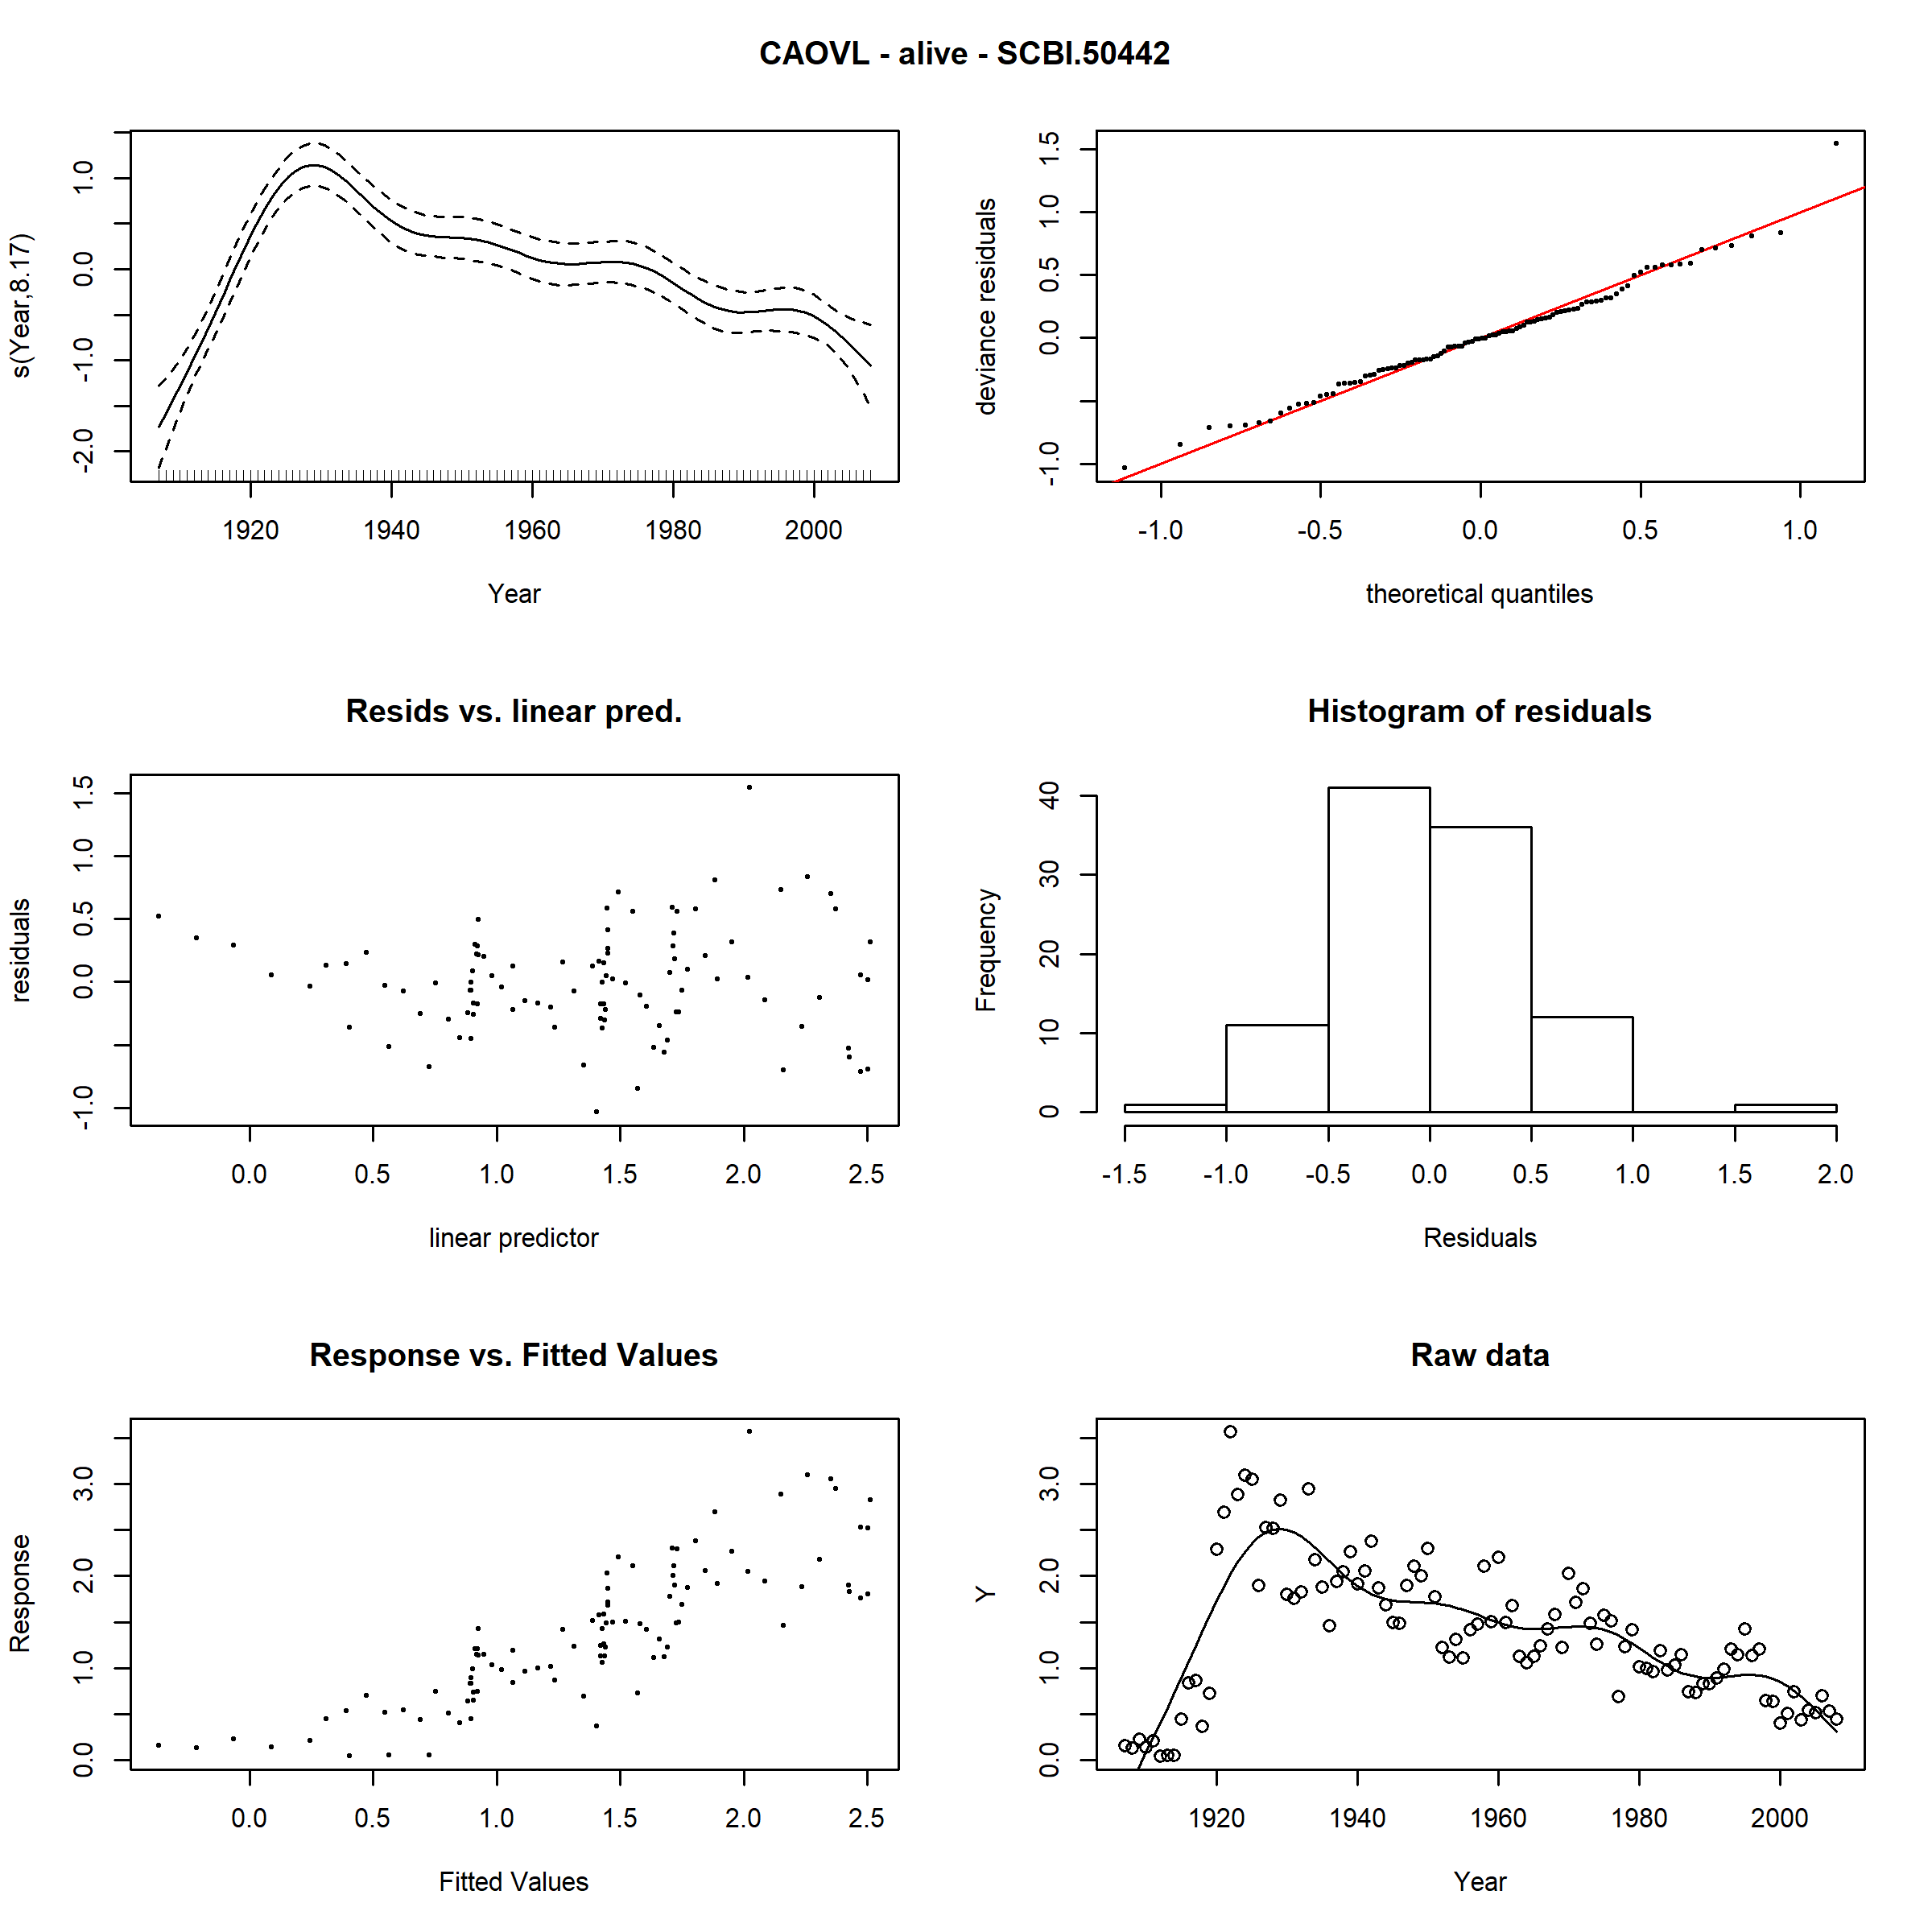 CAOVL - alive - SCBI.50442
s(Year,8.17)
-2.0 -1.0 0.0 1.0
1920 1940 1960 1980 2000
Year
deviance residuals
-1.0 0.0 0.5 1.0 1.5
-1.0 -0.5 0.0 0.5 1.0
theoretical quantiles
Resids vs. linear pred.
residuals
-1.0 0.0 0.5 1.0 1.5
0.0 0.5 1.0 1.5 2.0 2.5
linear predictor
Histogram of residuals
Frequency
0 10 20 30 40
-1.5 -1.0 -0.5 0.0 0.5 1.0 1.5 2.0
Residuals
Response vs. Fitted Values
Response
0.0 1.0 2.0 3.0
0.0 0.5 1.0 1.5 2.0 2.5
Fitted Values
Raw data
Y
0.0 1.0 2.0 3.0
1920 1940 1960 1980 2000
Year